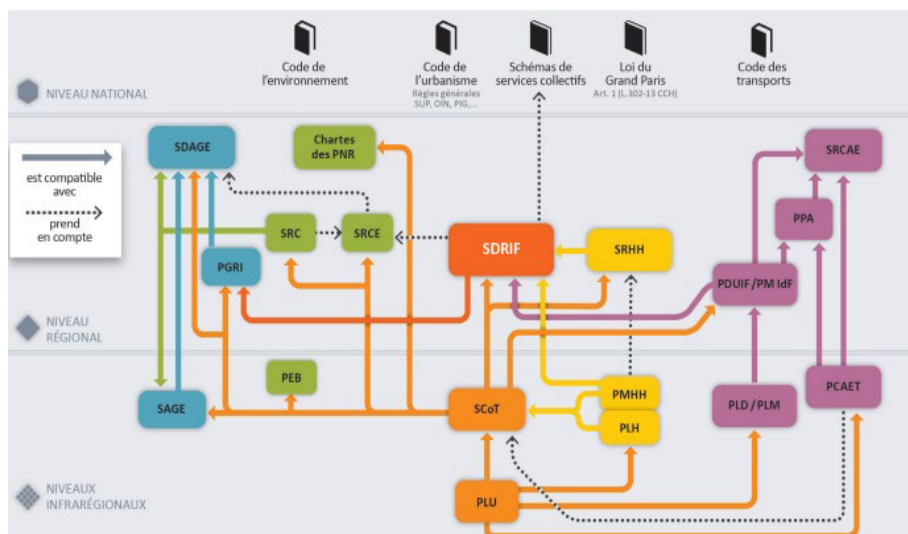 Code de
l'environnement
Code de
l'urbanisme
Règles générales
SUP, OIN, PIG,...
Schémas de
services collectifs
Loi du
Grand Paris
Art. 1 (L.302-13 CCH)
Code des
transports
NIVEAU NATIONAL
SDAGE
Chartes
des PNR
SRCAE
est compatible
avec
prend
en compte
SRC
SRCE
SDRIF
SRHH
PPA
PGRI
PDUIF/PM IdF
NIVEAU
RÉGIONAL
PEB
SAGE
SCoT
PMHH
PLH
PLD / PLM
PCAET
NIVEAUX
INFRARÉGIONAUX
PLU